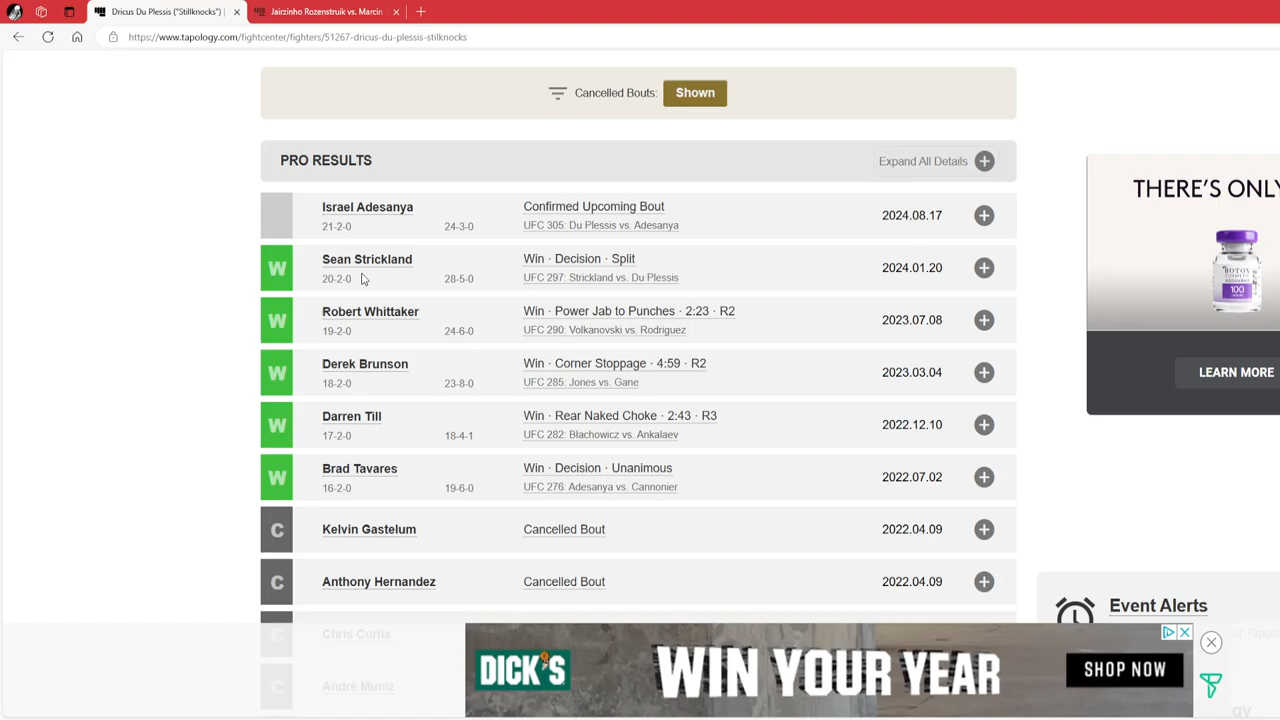 Dricus Du Plessis ("Stillknocks") |
Jairzinho Rozenstruik vs. Marcin
https://www.tapology.com/fightcenter/fighters/51267-dricus-du-plessis-stilknocks
Cancelled Bouts: Shown
PRO RESULTS
Expand All Details
Israel Adesanya
Confirmed Upcoming Bout
21-2-0
24-3-0
UFC 305: Du Plessis vs. Adesanya
2024.08.17
W
Sean Strickland
Win · Decision · Split
20-2-0
28-5-0
UFC 297: Strickland vs. Du Plessis
2024.01.20
W
Robert Whittaker
Win · Power Jab to Punches · 2:23 · R2
19-2-0
24-6-0
UFC 290: Volkanovski vs. Rodriguez
2023.07.08
W
Derek Brunson
Win · Corner Stoppage · 4:59 · R2
18-2-0
23-8-0
UFC 285: Jones vs. Gane
2023.03.04
W
Darren Till
Win · Rear Naked Choke · 2:43 · R3
17-2-0
18-4-1
UFC 282: Błachowicz vs. Ankalaev
2022.12.10
W
Brad Tavares
Win · Decision · Unanimous
16-2-0
19-6-0
UFC 276: Adesanya vs. Cannonier
2022.07.02
C
Kelvin Gastelum
Cancelled Bout
2022.04.09
C
Anthony Hernandez
Cancelled Bout
2022.04.09
C
Chris Curtis
C
André Muniz
THERE'S ONLY
BOTOX
COSMETIC
100
LEARN MORE
Event Alerts
DICK'S
WIN YOUR YEAR
SHOP NOW